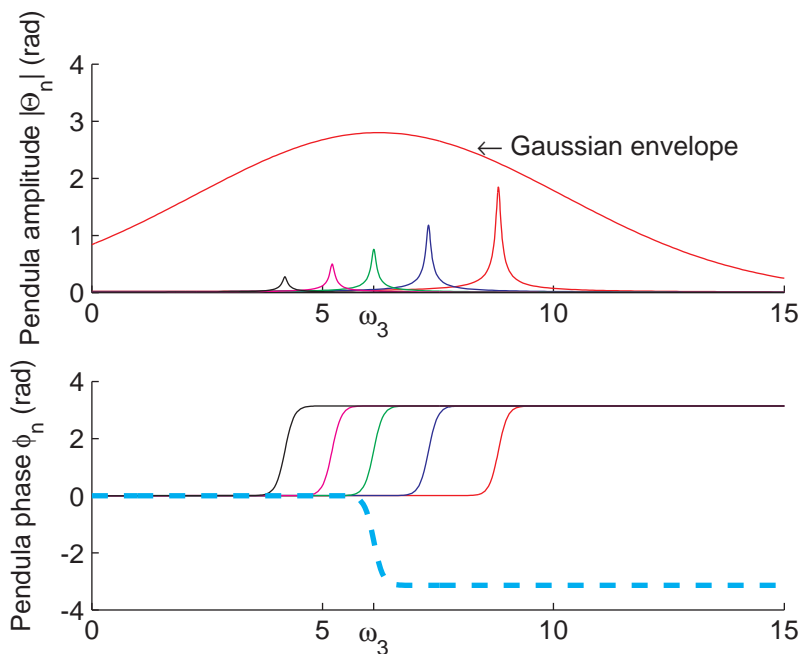 Pendula amplitude |Θn| (rad)
4
3
2
1
0
← Gaussian envelope
0 5 ω3 10 15
Pendula phase ϕn (rad)
4
2
0
-2
-4
0 5 ω3 10 15